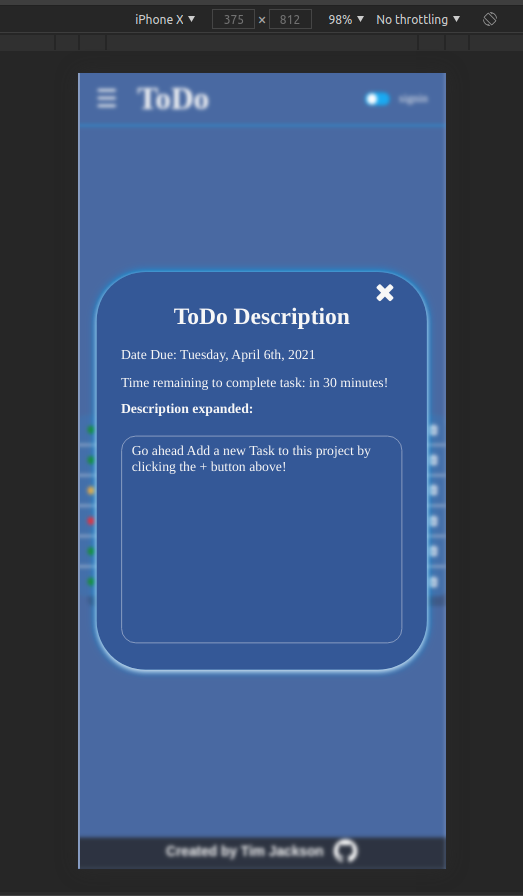 iPhone X 375 × 812 98% No throttling
☰ ToDo signin
ToDo Description
Date Due: Tuesday, April 6th, 2021
Time remaining to complete task: in 30 minutes!
Description expanded:
Go ahead Add a new Task to this project by
clicking the + button above!
Created by Tim Jackson